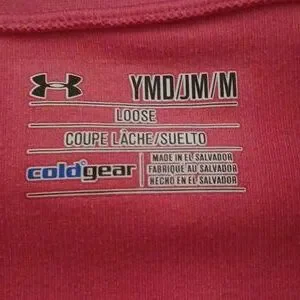 YMD/JM/M
LOOSE
COUPE LÂCHE/SUELTO
coldgear
MADE IN EL SALVADOR
FABRIQUÉ AU SALVADOR
HECHO EN EL SALVADOR